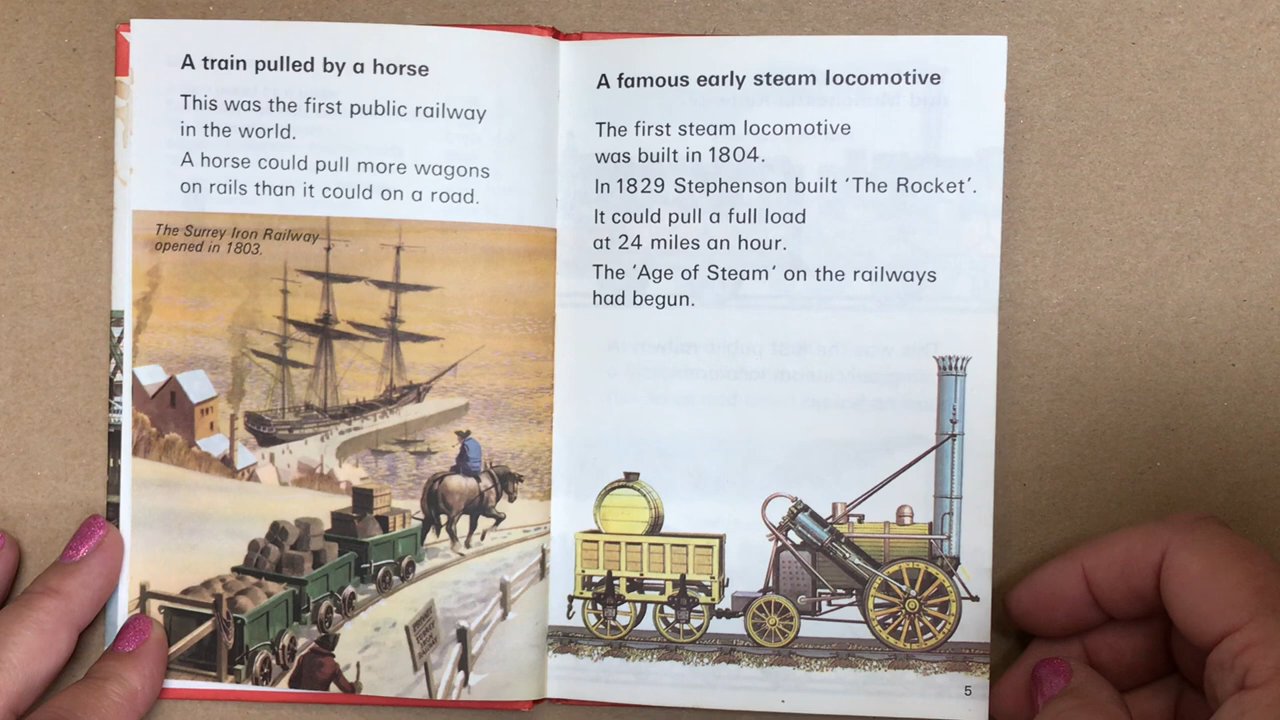 A train pulled by a horse
This was the first public railway
in the world.
A horse could pull more wagons
on rails than it could on a road.
The Surrey Iron Railway
opened in 1803.
A famous early steam locomotive
The first steam locomotive
was built in 1804.
In 1829 Stephenson built ‘The Rocket’.
It could pull a full load
at 24 miles an hour.
The ‘Age of Steam’ on the railways
had begun.
5